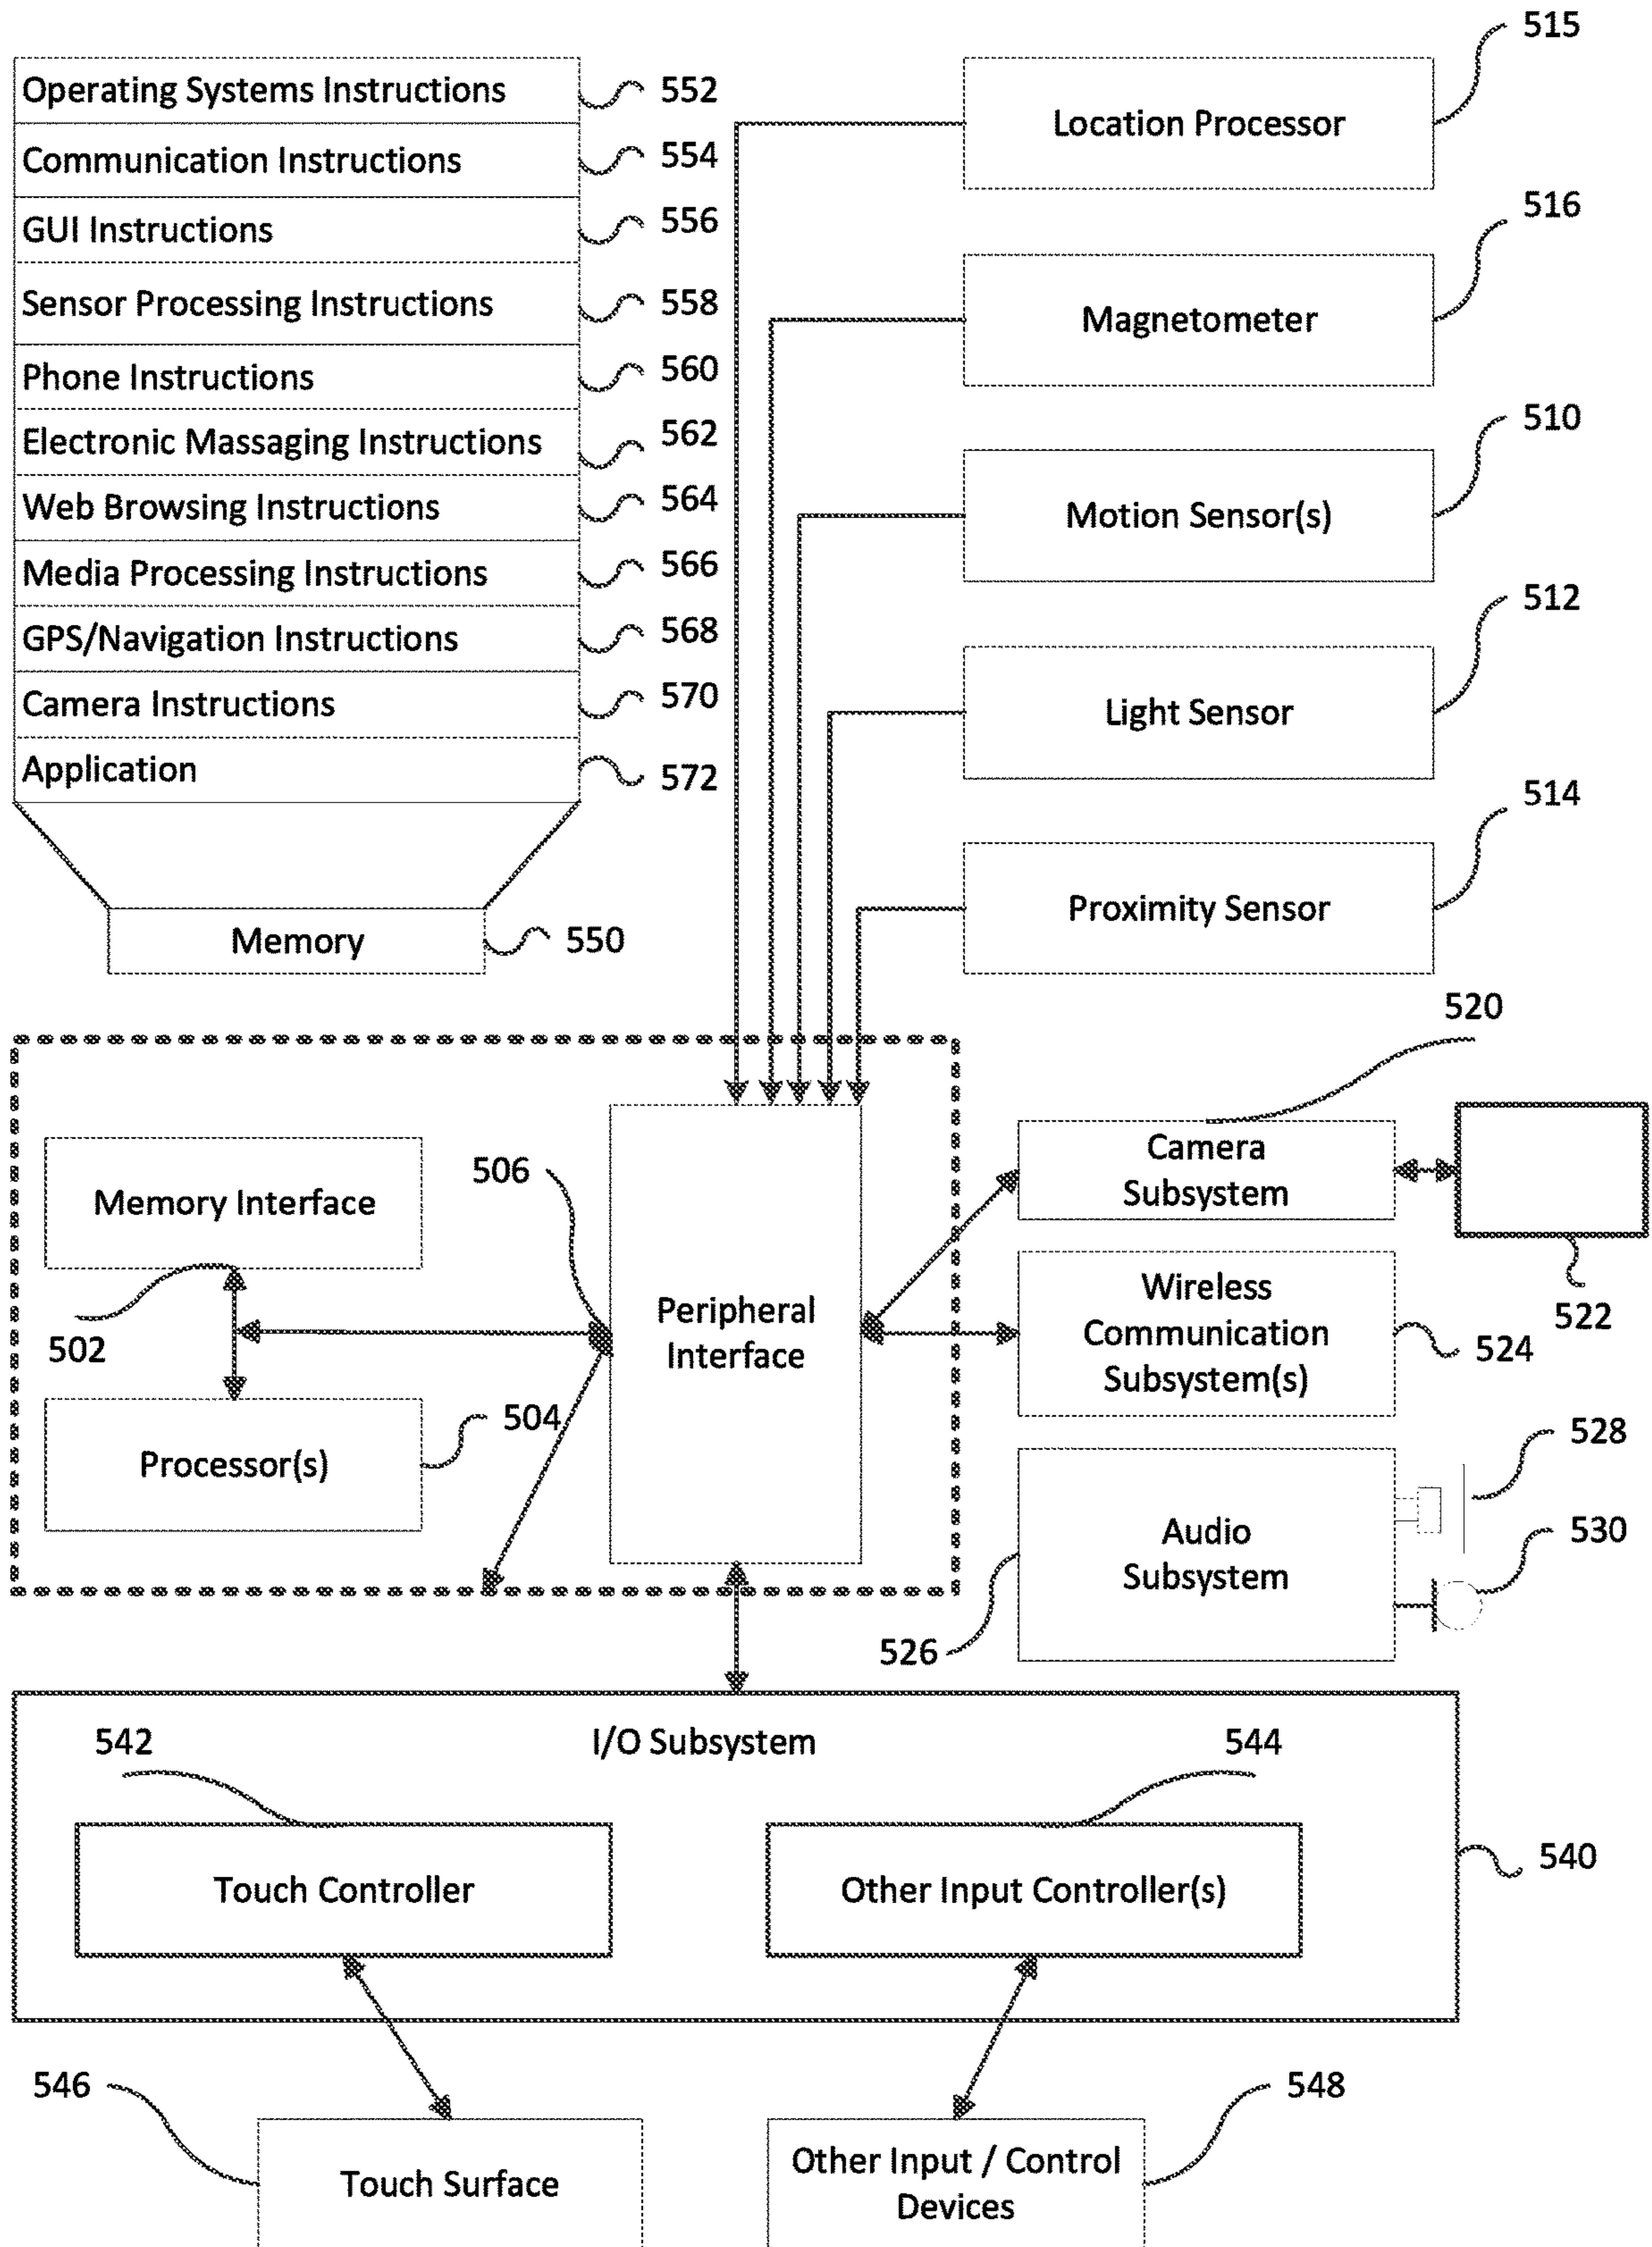 515
Operating Systems Instructions
552
Location Processor
Communication Instructions
554
GUI Instructions
556
516
Sensor Processing Instructions
558
Magnetometer
Phone Instructions
560
Electronic Massaging Instructions
562
510
Web Browsing Instructions
564
Motion Sensor(s)
Media Processing Instructions
566
512
GPS/Navigation Instructions
568
Camera Instructions
570
Light Sensor
Application
572
514
Memory
550
Proximity Sensor
520
Memory Interface
506
Camera
Subsystem
522
502
Peripheral
Interface
Wireless
Communication
Subsystem(s)
524
Processor(s)
504
528
Audio
Subsystem
530
526
542
I/O Subsystem
544
Touch Controller
Other Input Controller(s)
540
546
548
Touch Surface
Other Input / Control
Devices